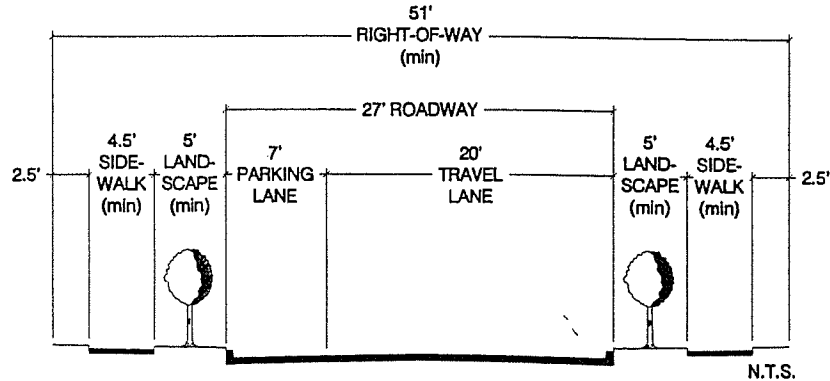 51'
RIGHT-OF-WAY
(min)
27' ROADWAY
2.5'
4.5'
SIDE-
WALK
(min)
5'
LAND-
SCAPE
(min)
7'
PARKING
LANE
20'
TRAVEL
LANE
5'
LAND-
SCAPE
(min)
4.5'
SIDE-
WALK
(min)
2.5'
N.T.S.